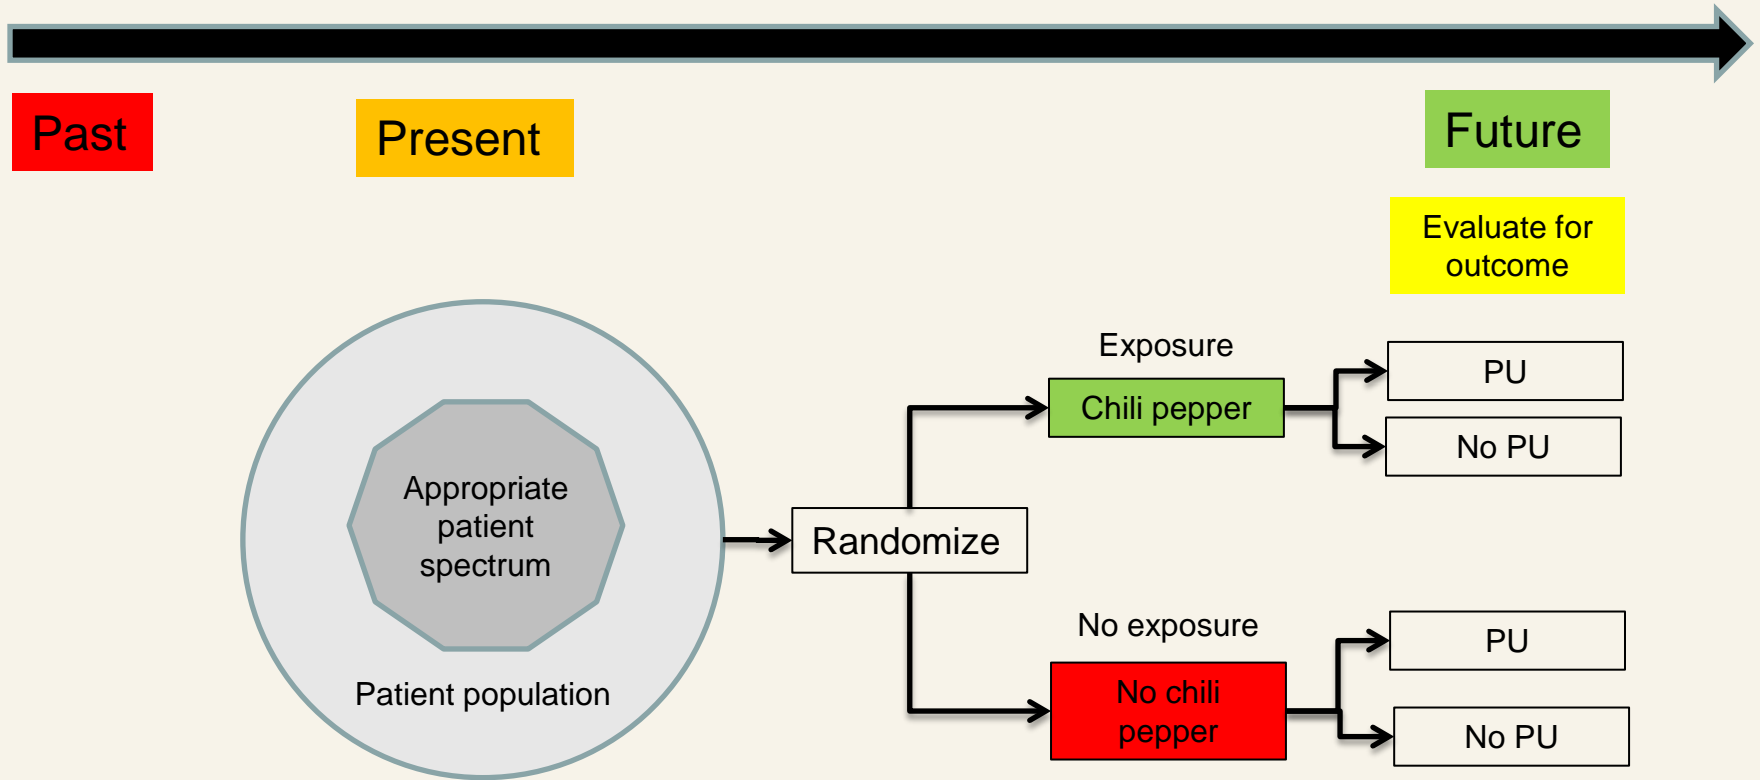 Past
Present
Future
Evaluate for
outcome
Exposure
Chili pepper
PU
No PU
Appropriate
patient
spectrum
Patient population
Randomize
No exposure
No chili
pepper
PU
No PU